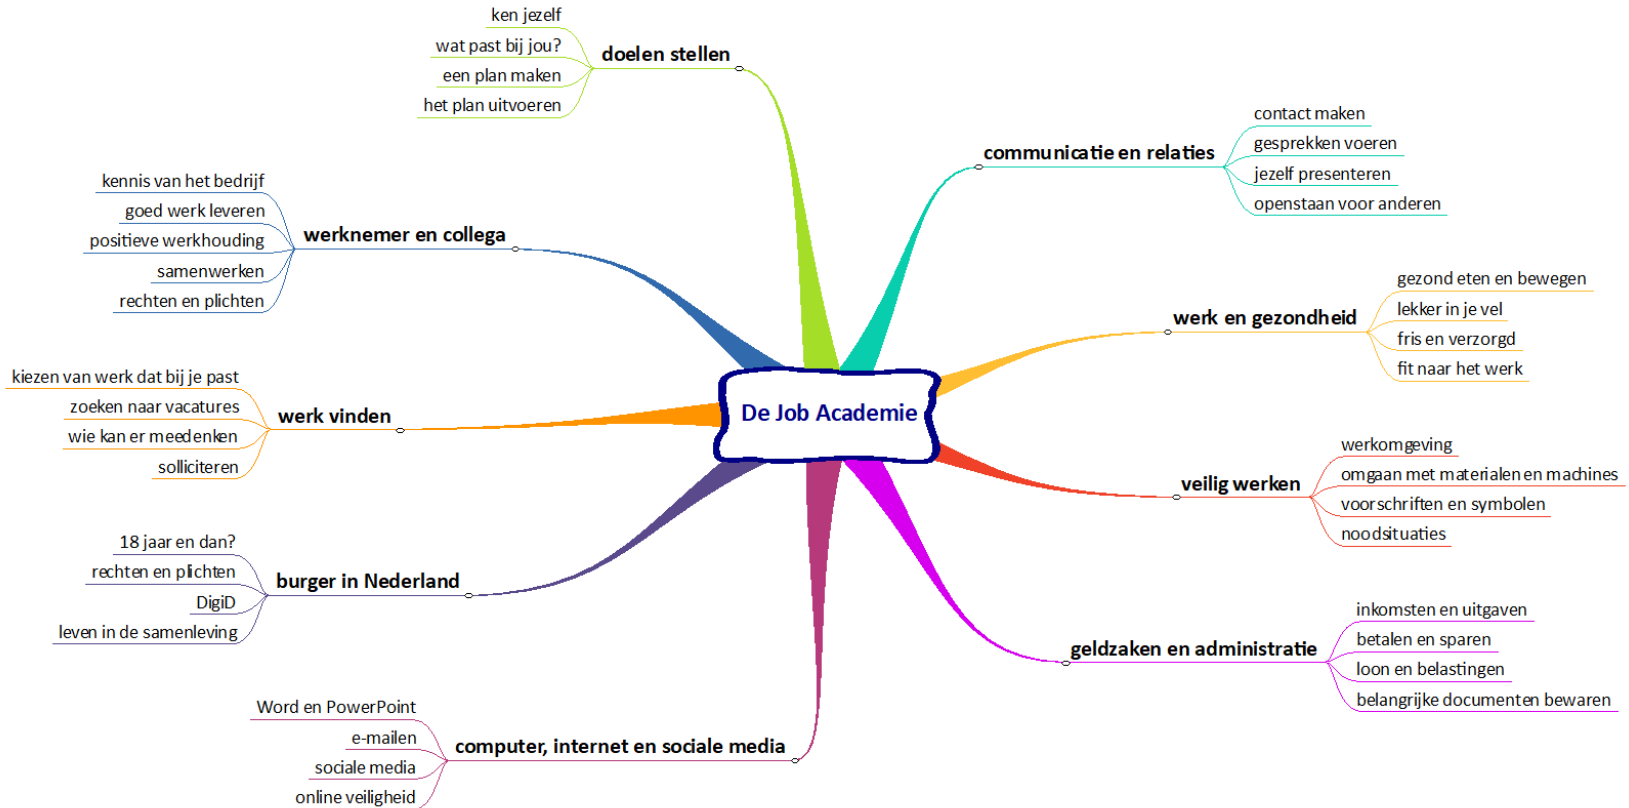 De Job Academie
doelen stellen
ken jezelf
wat past bij jou?
een plan maken
het plan uitvoeren
communicatie en relaties
contact maken
gesprekken voeren
jezelf presenteren
openstaan voor anderen
werk en gezondheid
gezond eten en bewegen
lekker in je vel
fris en verzorgd
fit naar het werk
veilig werken
werkomgeving
omgaan met materialen en machines
voorschriften en symbolen
noodsituaties
geldzaken en administratie
inkomsten en uitgaven
betalen en sparen
loon en belastingen
belangrijke documenten bewaren
computer, internet en sociale media
Word en PowerPoint
e-mailen
sociale media
online veiligheid
burger in Nederland
18 jaar en dan?
rechten en plichten
DigiD
leven in de samenleving
werk vinden
kiezen van werk dat bij je past
zoeken naar vacatures
wie kan er meedenken
solliciteren
werknemer en collega
kennis van het bedrijf
goed werk leveren
positieve werkhouding
samenwerken
rechten en plichten